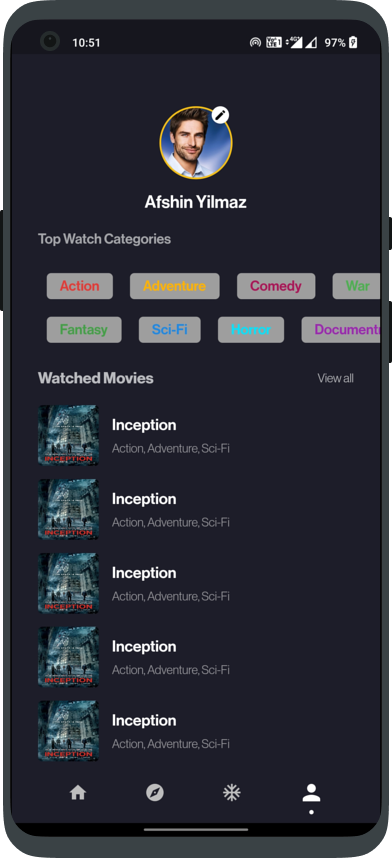 10:51
97%
Afshin Yilmaz
Top Watch Categories
Action Adventure Comedy War
Fantasy Sci-Fi Horror Document
Watched Movies View all
INCEPTION
Inception
Action, Adventure, Sci-Fi
INCEPTION
Inception
Action, Adventure, Sci-Fi
INCEPTION
Inception
Action, Adventure, Sci-Fi
INCEPTION
Inception
Action, Adventure, Sci-Fi
INCEPTION
Inception
Action, Adventure, Sci-Fi